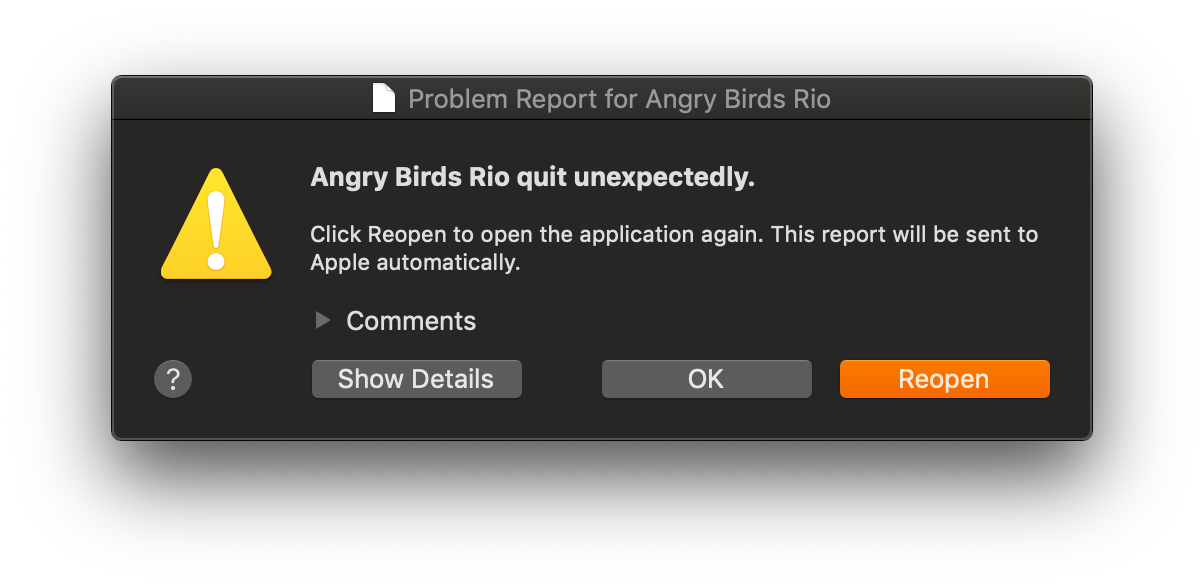 Problem Report for Angry Birds Rio
Angry Birds Rio quit unexpectedly.
Click Reopen to open the application again. This report will be sent to
Apple automatically.
Comments
? Show Details OK Reopen